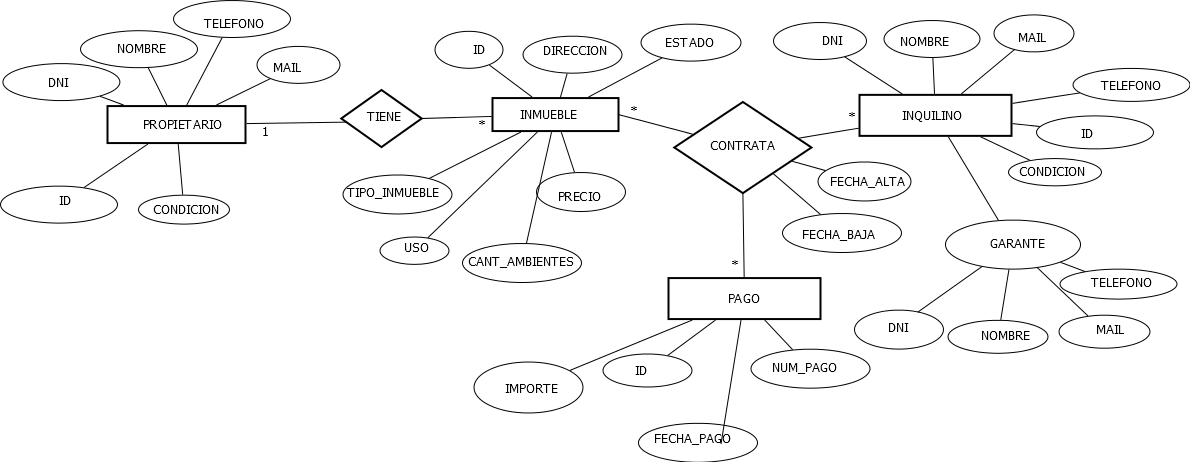 TELEFONO
NOMBRE
MAIL
DNI
PROPIETARIO
1
ID
CONDICION
TIENE
*
ID
DIRECCION
ESTADO
INMUEBLE
*
TIPO_INMUEBLE
PRECIO
USO
CANT_AMBIENTES
CONTRATA
*
FECHA_ALTA
FECHA_BAJA
DNI
NOMBRE
MAIL
TELEFONO
INQUILINO
ID
CONDICION
GARANTE
TELEFONO
DNI
NOMBRE
MAIL
*
PAGO
IMPORTE
ID
NUM_PAGO
FECHA_PAGO